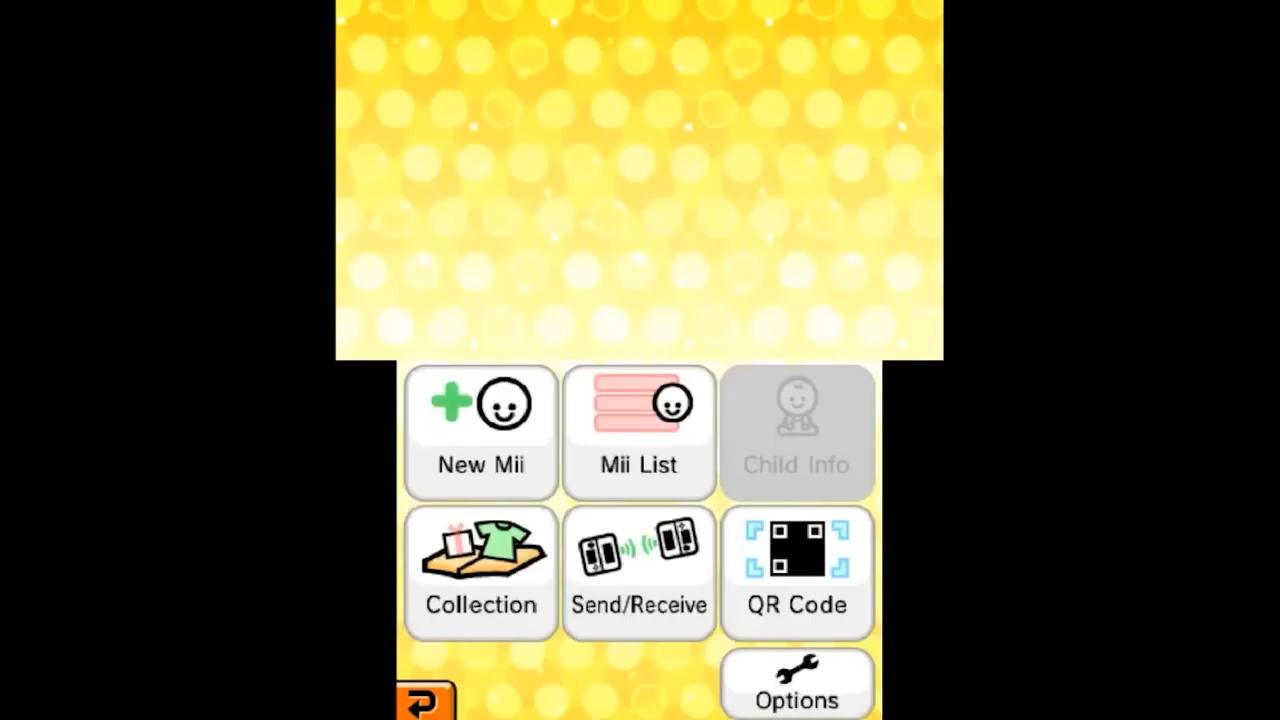 New Mii
Mii List
Child Info
Collection
Send/Receive
QR Code
Options